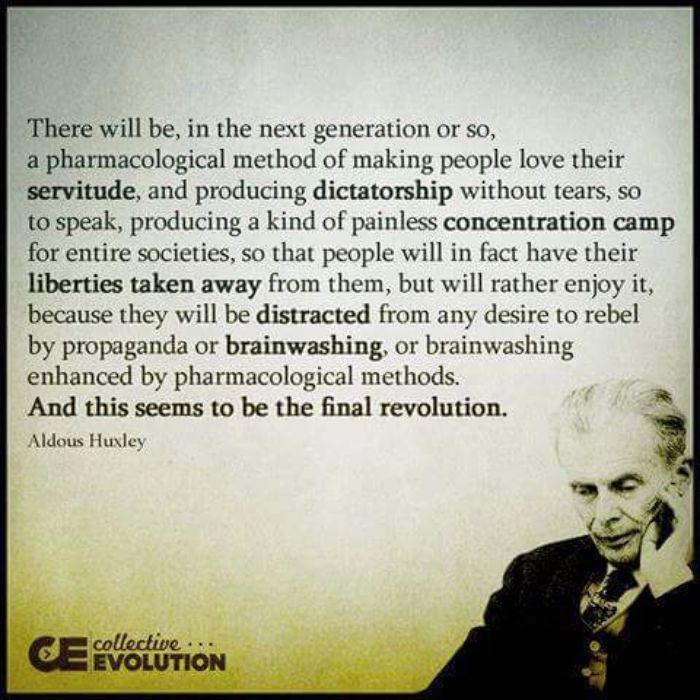 There will be, in the next generation or so,
a pharmacological method of making people love their
servitude, and producing dictatorship without tears, so
to speak, producing a kind of painless concentration camp
for entire societies, so that people will in fact have their
liberties taken away from them, but will rather enjoy it,
because they will be distracted from any desire to rebel
by propaganda or brainwashing, or brainwashing
enhanced by pharmacological methods.
And this seems to be the final revolution.
Aldous Huxley
CE collective ...
EVOLUTION